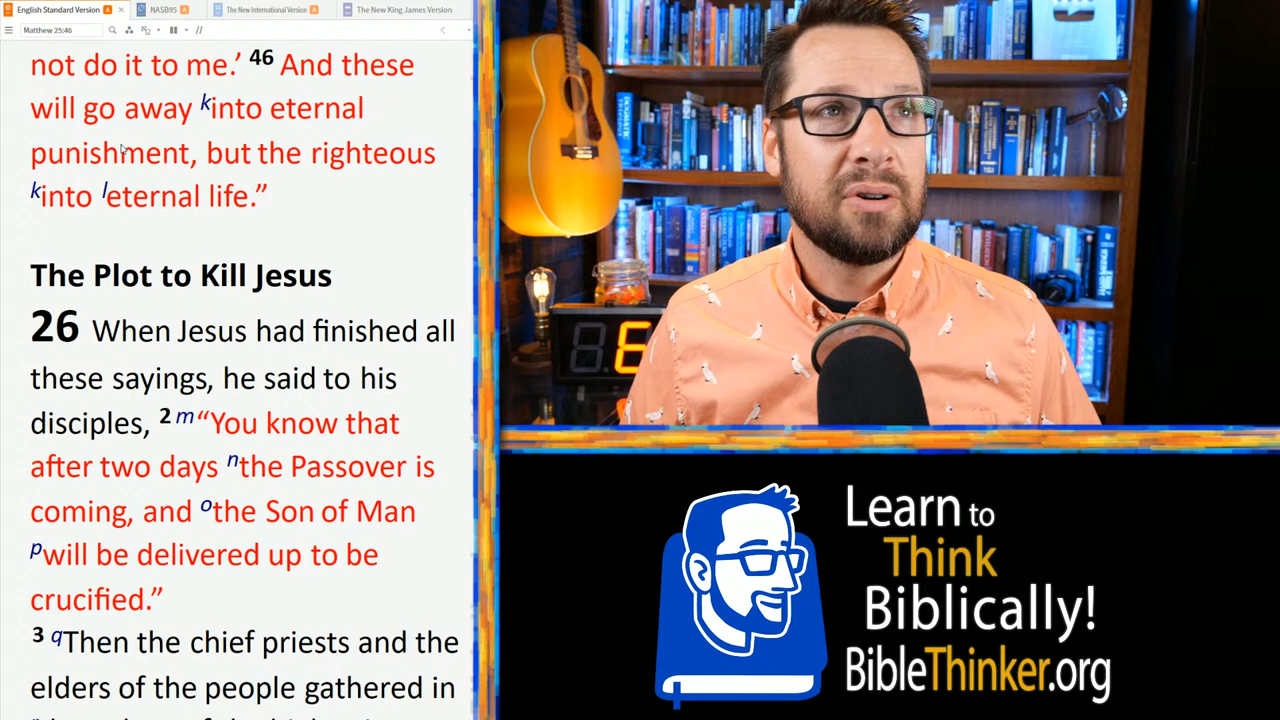 English Standard Version
NASB95
The New International Version
The New King James Version
Matthew 25:46
not do it to me.’ 46 And these
will go away kinto eternal
punishment, but the righteous
kinto leternal life.”
The Plot to Kill Jesus
26 When Jesus had finished all
these sayings, he said to his
disciples, 2 m“You know that
after two days nthe Passover is
coming, and othe Son of Man
pwill be delivered up to be
crucified.”
3 qThen the chief priests and the
elders of the people gathered in
Learn to
Think
Biblically!
BibleThinker.org